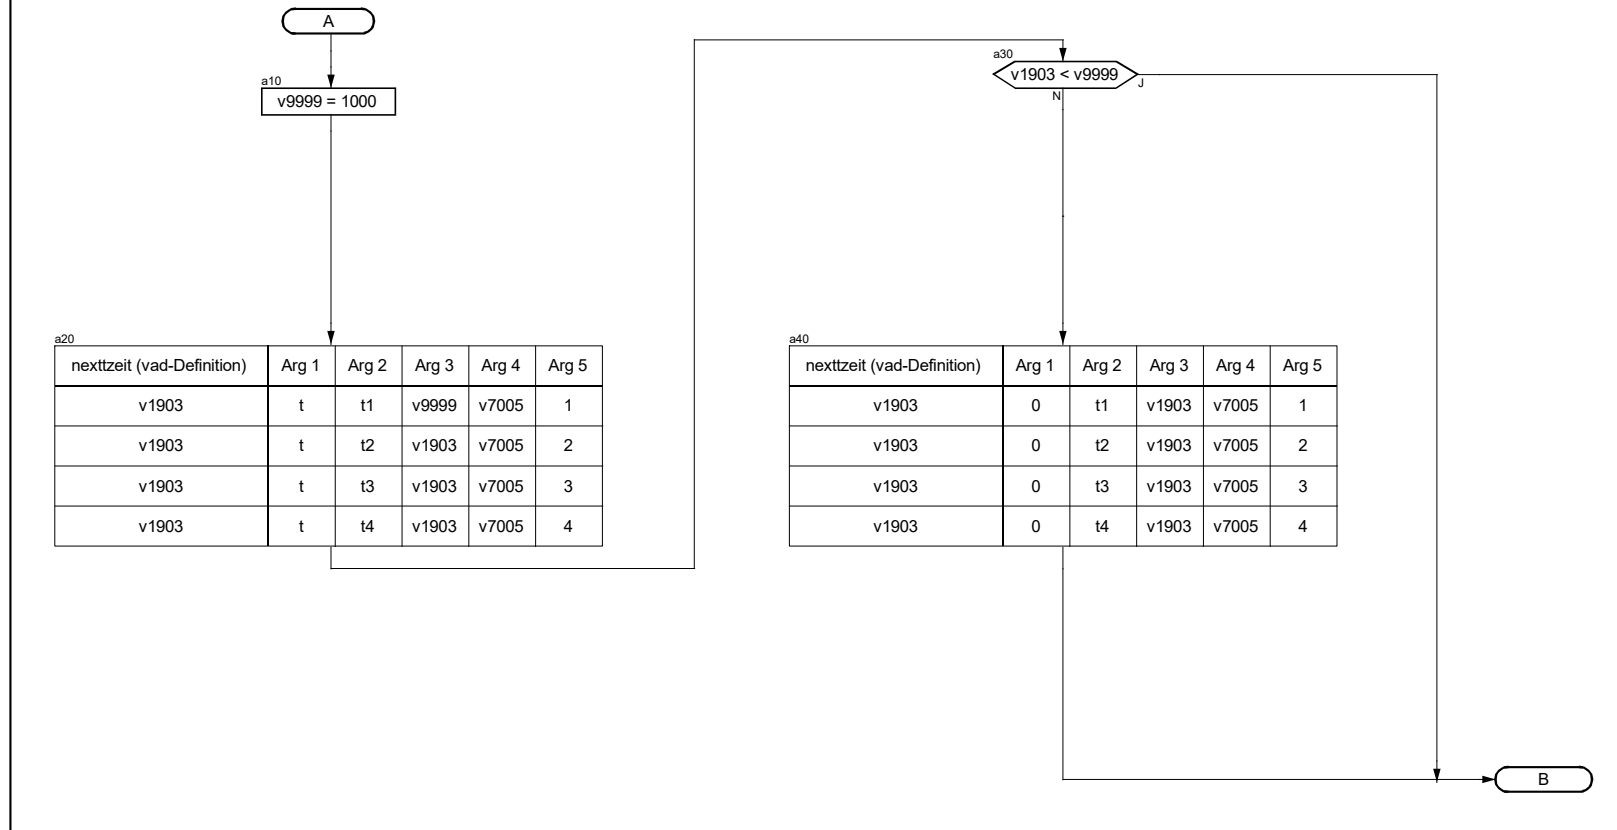 A
a10
v9999 = 1000
a20
nexttzeit (vad-Definition) Arg 1 Arg 2 Arg 3 Arg 4 Arg 5
v1903 t t1 v9999 v7005 1
v1903 t t2 v1903 v7005 2
v1903 t t3 v1903 v7005 3
v1903 t t4 v1903 v7005 4
a30
v1903 < v9999
J
N
a40
nexttzeit (vad-Definition) Arg 1 Arg 2 Arg 3 Arg 4 Arg 5
v1903 0 t1 v1903 v7005 1
v1903 0 t2 v1903 v7005 2
v1903 0 t3 v1903 v7005 3
v1903 0 t4 v1903 v7005 4
B